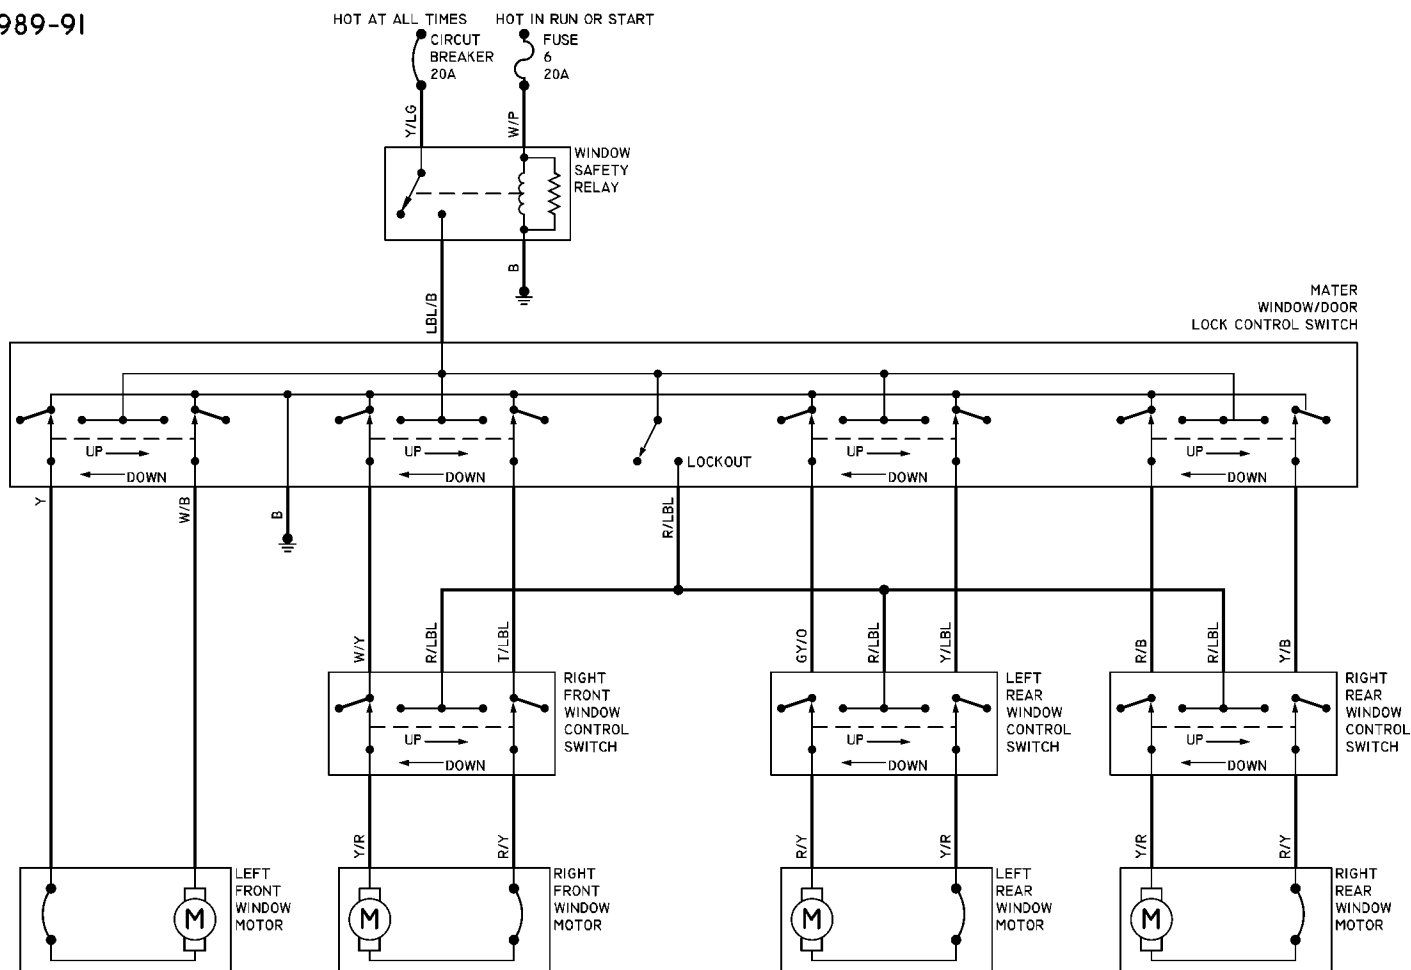 989-91
HOT AT ALL TIMES
HOT IN RUN OR START
CIRCUT
BREAKER
20A
FUSE
6
20A
Y/LG
W/P
WINDOW
SAFETY
RELAY
B
LBL/B
MATER
WINDOW/DOOR
LOCK CONTROL SWITCH
UP
DOWN
UP
DOWN
LOCKOUT
UP
DOWN
UP
DOWN
Y
W/B
B
R/LBL
W/Y
R/LBL
T/LBL
GY/O
R/LBL
Y/LBL
R/B
R/LBL
Y/B
RIGHT
FRONT
WINDOW
CONTROL
SWITCH
LEFT
REAR
WINDOW
CONTROL
SWITCH
RIGHT
REAR
WINDOW
CONTROL
SWITCH
UP
DOWN
UP
DOWN
UP
DOWN
Y/R
R/Y
R/Y
Y/R
Y/R
R/Y
M
LEFT
FRONT
WINDOW
MOTOR
M
RIGHT
FRONT
WINDOW
MOTOR
M
LEFT
REAR
WINDOW
MOTOR
M
RIGHT
REAR
WINDOW
MOTOR